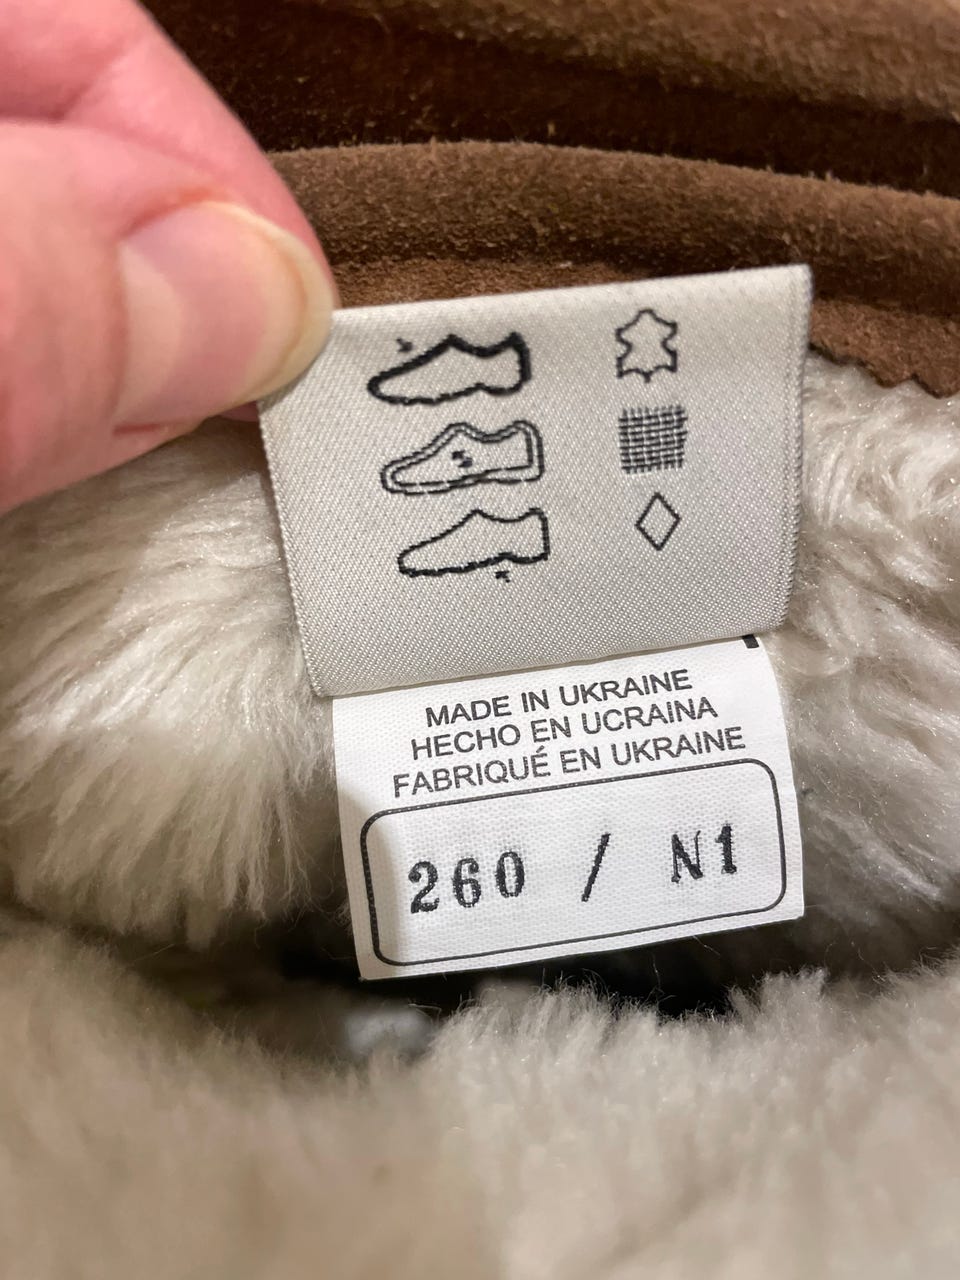 MADE IN UKRAINE
HECHO EN UCRAINA
FABRIQUÉ EN UKRAINE
260 / N1